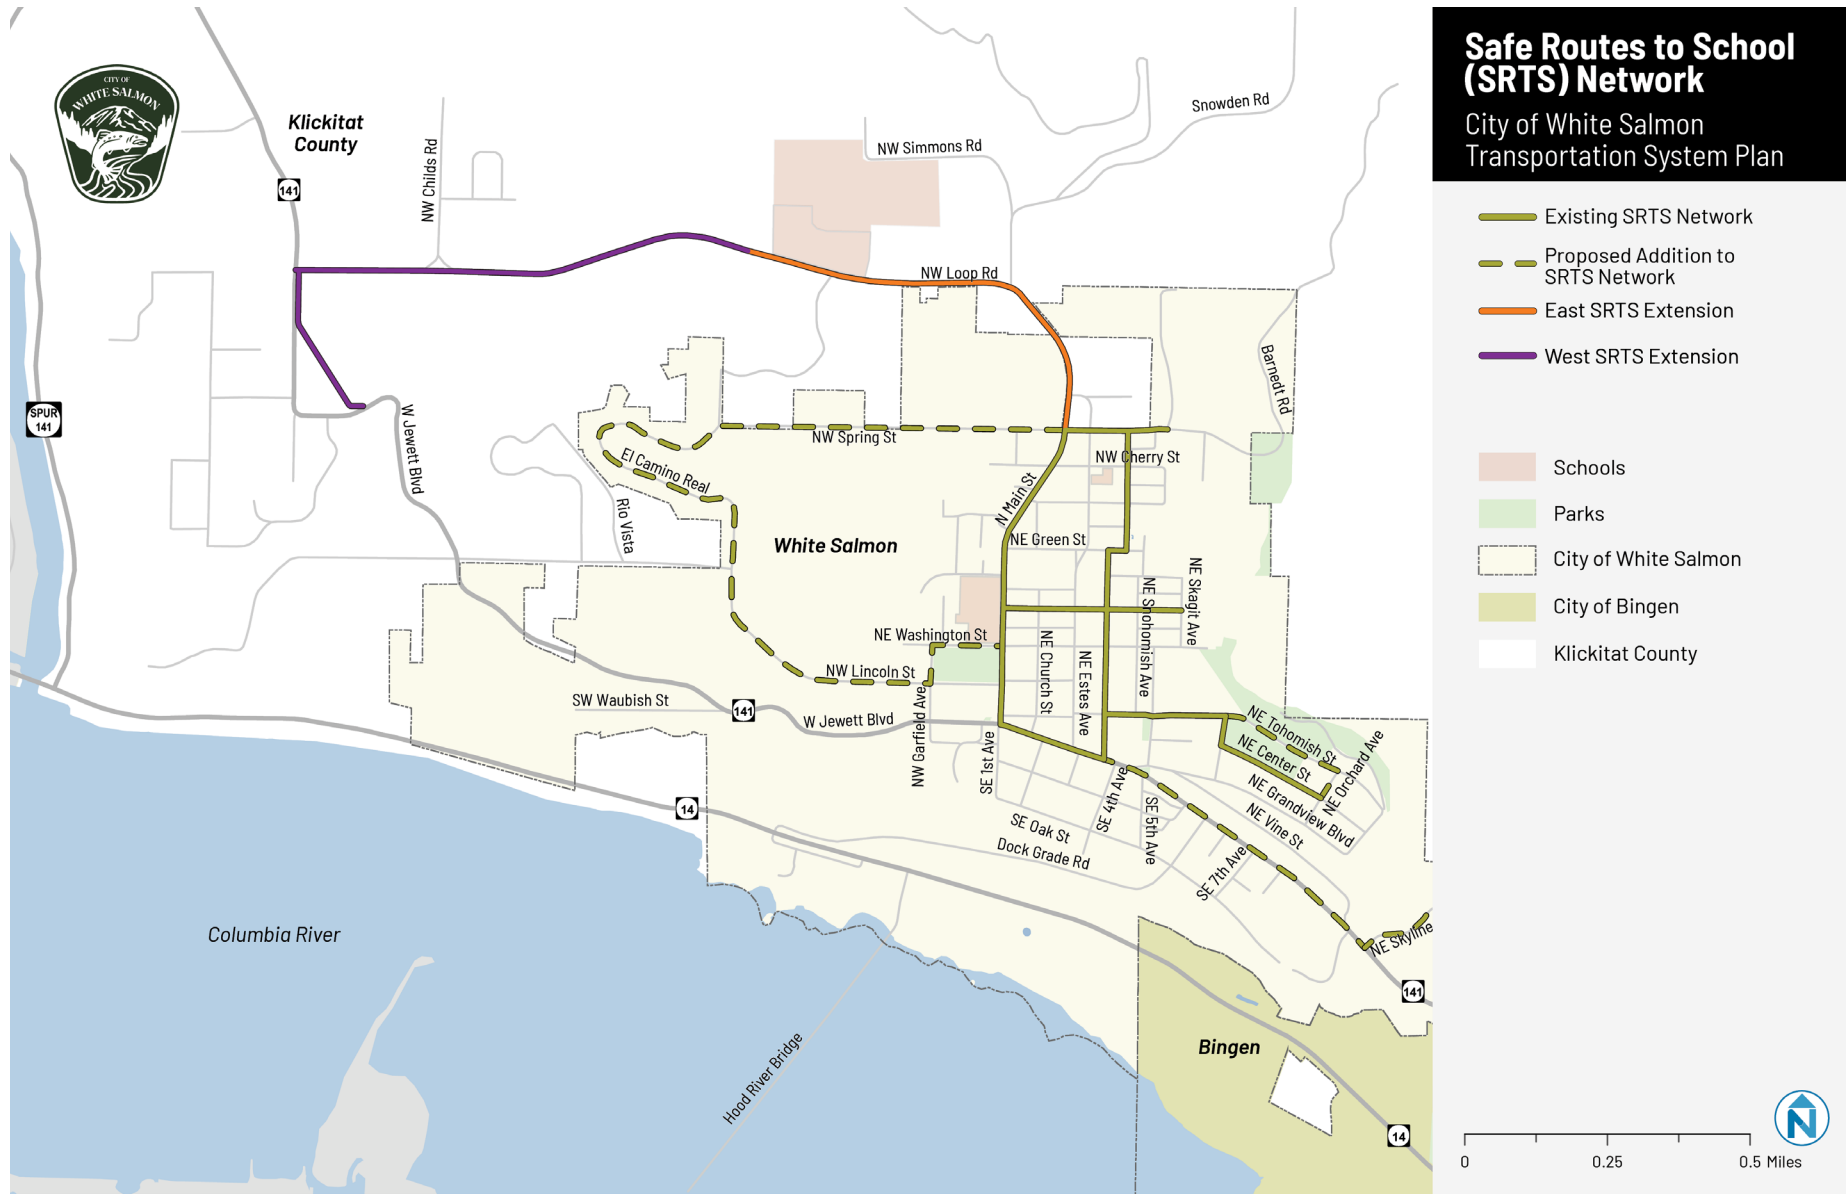 Safe Routes to School
(SRTS) Network
City of White Salmon
Transportation System Plan
Existing SRTS Network
Proposed Addition to
SRTS Network
East SRTS Extension
West SRTS Extension
Schools
Parks
City of White Salmon
City of Bingen
Klickitat County
0
0.25
0.5 Miles
N
CITY OF
WHITE SALMON
Klickitat
County
141
NW Childs Rd
NW Simmons Rd
Snowden Rd
NW Loop Rd
SPUR
141
W Jewett Blvd
Barnedt Rd
NW Spring St
NW Cherry St
El Camino Real
Rio Vista
N Main St
White Salmon
NE Green St
NE Skagit Ave
NE Snohomish Ave
NE Washington St
NE Church St
NE Estes Ave
NW Lincoln St
SW Waubish St
141
W Jewett Blvd
NW Garfield Ave
SE 1st Ave
NE Tohomish St
NE Center St
NE Orchard Ave
NE Grandview Blvd
NE Vine St
SE 4th Ave
SE 5th Ave
SE 7th Ave
14
SE Oak St
Dock Grade Rd
NE Skyline
141
Columbia River
Hood River Bridge
Bingen
14